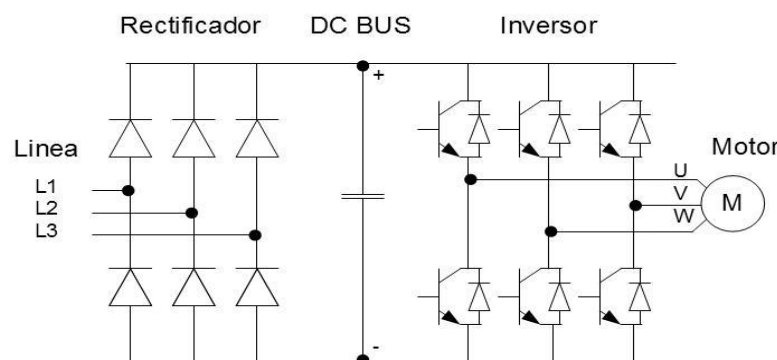 Rectificador DC BUS Inversor
+
Linea
Motor
L1
L2
L3
U
V
W
M
-